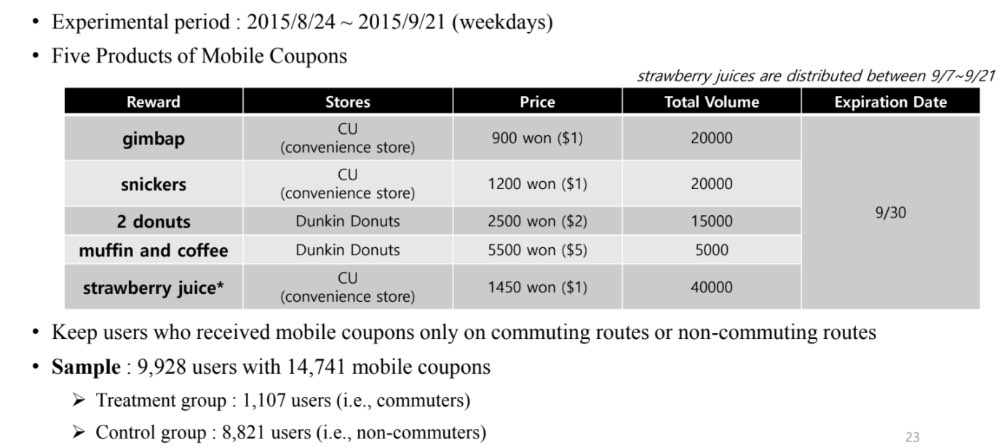 • Experimental period : 2015/8/24 ~ 2015/9/21 (weekdays)
• Five Products of Mobile Coupons
strawberry juices are distributed between 9/7~9/21
Reward Stores Price Total Volume Expiration Date
gimbap CU (convenience store) 900 won ($1) 20000
snickers CU (convenience store) 1200 won ($1) 20000
2 donuts Dunkin Donuts 2500 won ($2) 15000 9/30
muffin and coffee Dunkin Donuts 5500 won ($5) 5000
strawberry juice* CU (convenience store) 1450 won ($1) 40000
• Keep users who received mobile coupons only on commuting routes or non-commuting routes
• Sample : 9,928 users with 14,741 mobile coupons
➢ Treatment group : 1,107 users (i.e., commuters)
➢ Control group : 8,821 users (i.e., non-commuters)
23